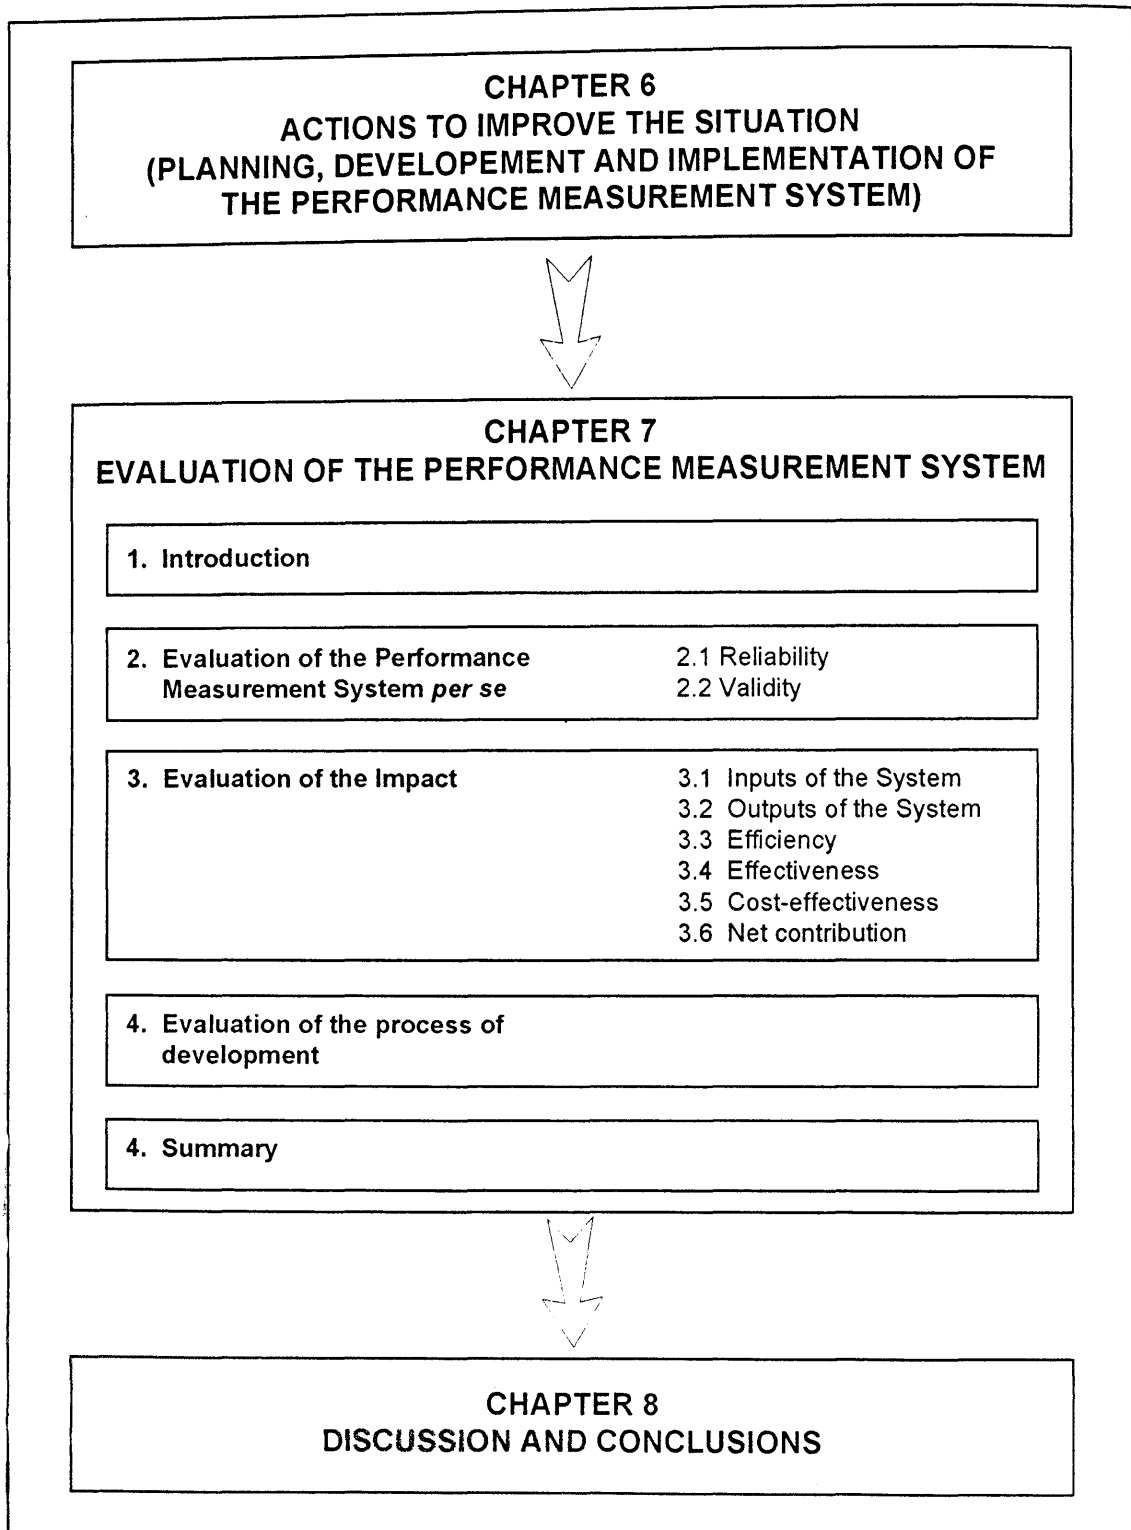 CHAPTER 6
ACTIONS TO IMPROVE THE SITUATION
(PLANNING, DEVELOPEMENT AND IMPLEMENTATION OF
THE PERFORMANCE MEASUREMENT SYSTEM)
CHAPTER 7
EVALUATION OF THE PERFORMANCE MEASUREMENT SYSTEM
1. Introduction
2. Evaluation of the Performance
Measurement System per se
2.1 Reliability
2.2 Validity
3. Evaluation of the Impact
3.1 Inputs of the System
3.2 Outputs of the System
3.3 Efficiency
3.4 Effectiveness
3.5 Cost-effectiveness
3.6 Net contribution
4. Evaluation of the process of
development
4. Summary
CHAPTER 8
DISCUSSION AND CONCLUSIONS